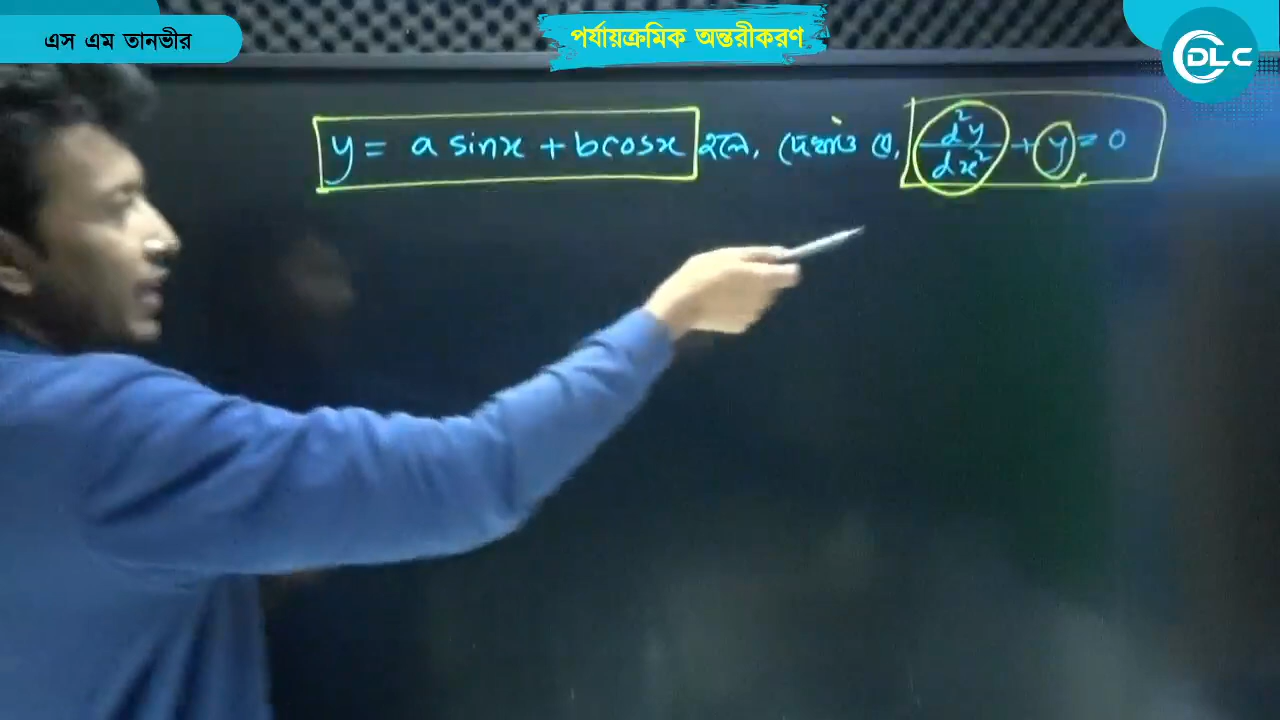 এস এম তানভীর
পর্যায়ক্রমিক অন্তরীকরণ
DLC
y = a sinx + bcosx হলে, দেখাও যে, d²y/dx² + y = 0